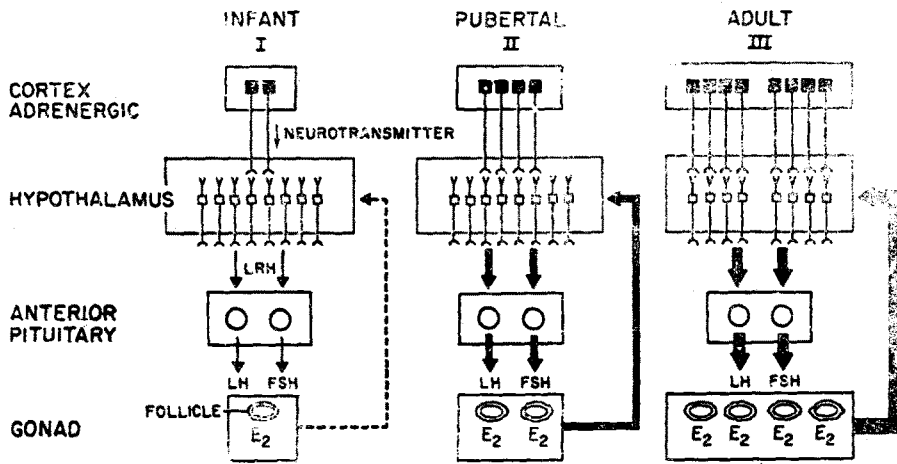 INFANT PUBERTAL ADULT
I II III
CORTEX
ADRENERGIC
NEUROTRANSMITTER
HYPOTHALAMUS
LRH
ANTERIOR
PITUITARY
LH FSH LH FSH LH FSH
FOLLICLE
GONAD
E2 E2 E2 E2 E2 E2 E2